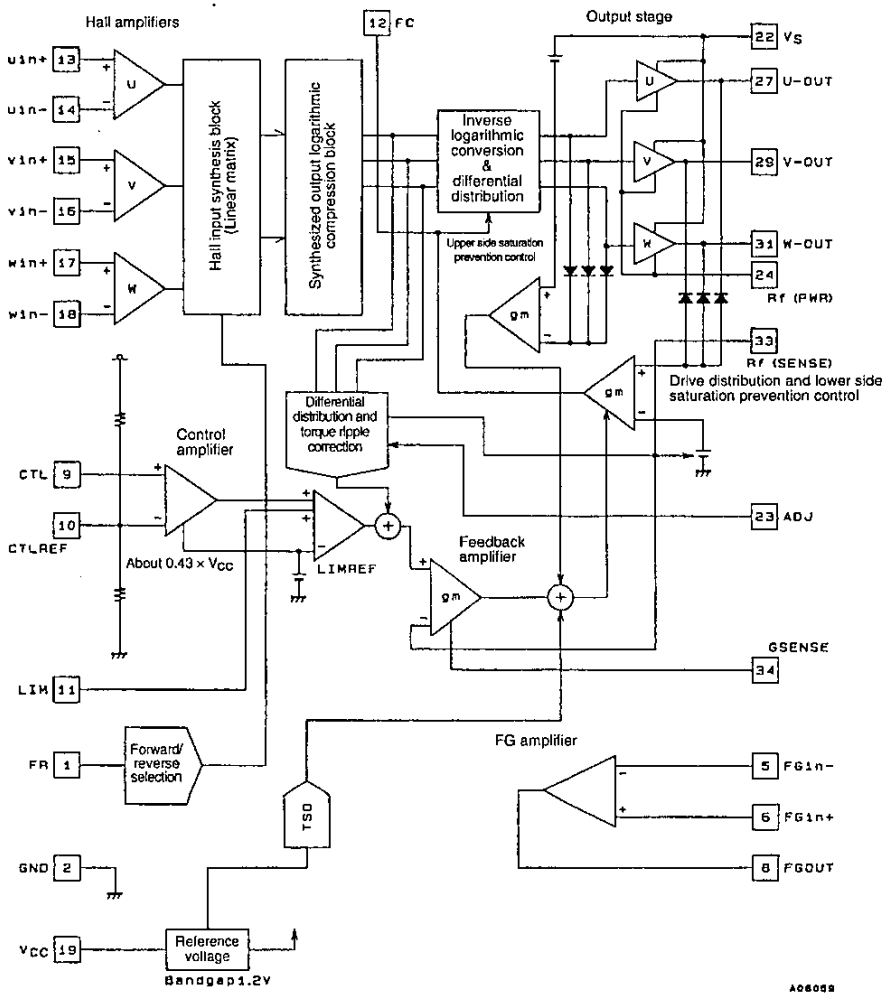 Hall amplifiers
12 FC
Output stage
22 VS
uin+ 13
+
U
-
uin- 14
U
27 U-OUT
vin+ 15
+
V
-
vin- 16
Hall input synthesis block
(Linear matrix)
Synthesized output logarithmic
compression block
Inverse
logarithmic
conversion
&
differential
distribution
V
29 V-OUT
win+ 17
+
W
-
win- 18
Upper side saturation
prevention control
W
31 W-OUT
24
Rf (PWR)
+
gm
-
33
Rf (SENSE)
+
gm
-
Drive distribution and lower side
saturation prevention control
Differential
distribution and
torque ripple
correction
Control
amplifier
CTL 9
+
-
10
CTLREF
About 0.43 × VCC
+
+
-
LIMREF
+
23 ADJ
Feedback
amplifier
+
gm
-
+
GSENSE
34
LIM 11
FR 1
Forward/
reverse
selection
TSD
FG amplifier
5 FGin-
-
+
6 FGin+
8 FGOUT
GND 2
VCC 19
Reference
voltage
Bandgap1.2V
A06059